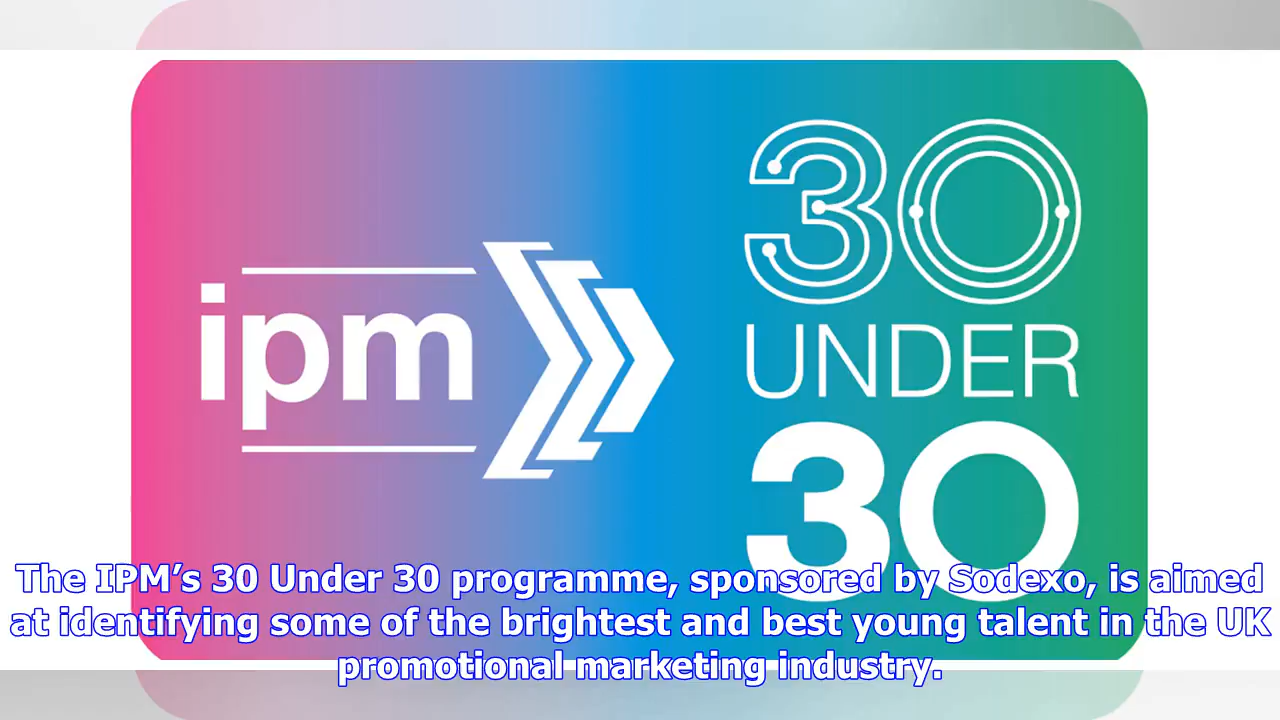 ipm
30
UNDER
30
The IPM’s 30 Under 30 programme, sponsored by Sodexo, is aimed
at identifying some of the brightest and best young talent in the UK
promotional marketing industry.